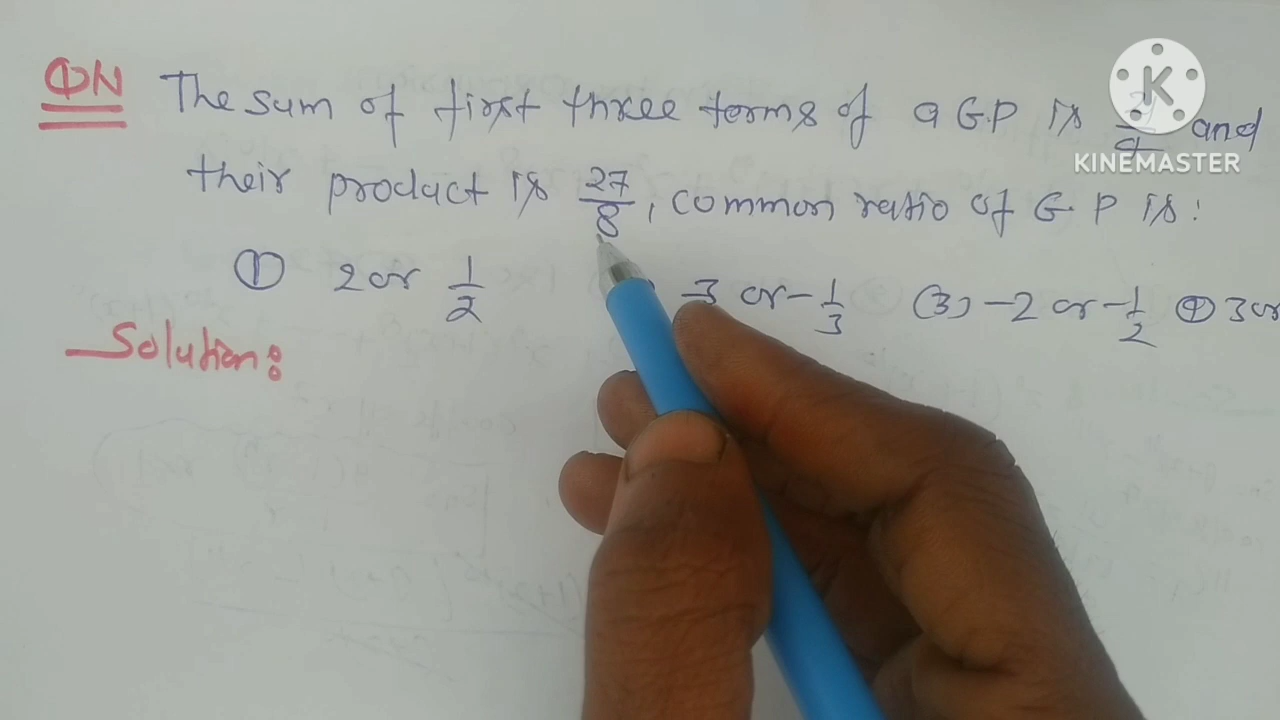 QN The sum of first three terms of a G.P is and
their product is 27/8, common ratio of G.P is:
① 2 or 1/2 -3 or -1/3 (3) -2 or -1/2 ④ 3 or
Solution:
K
KINEMASTER